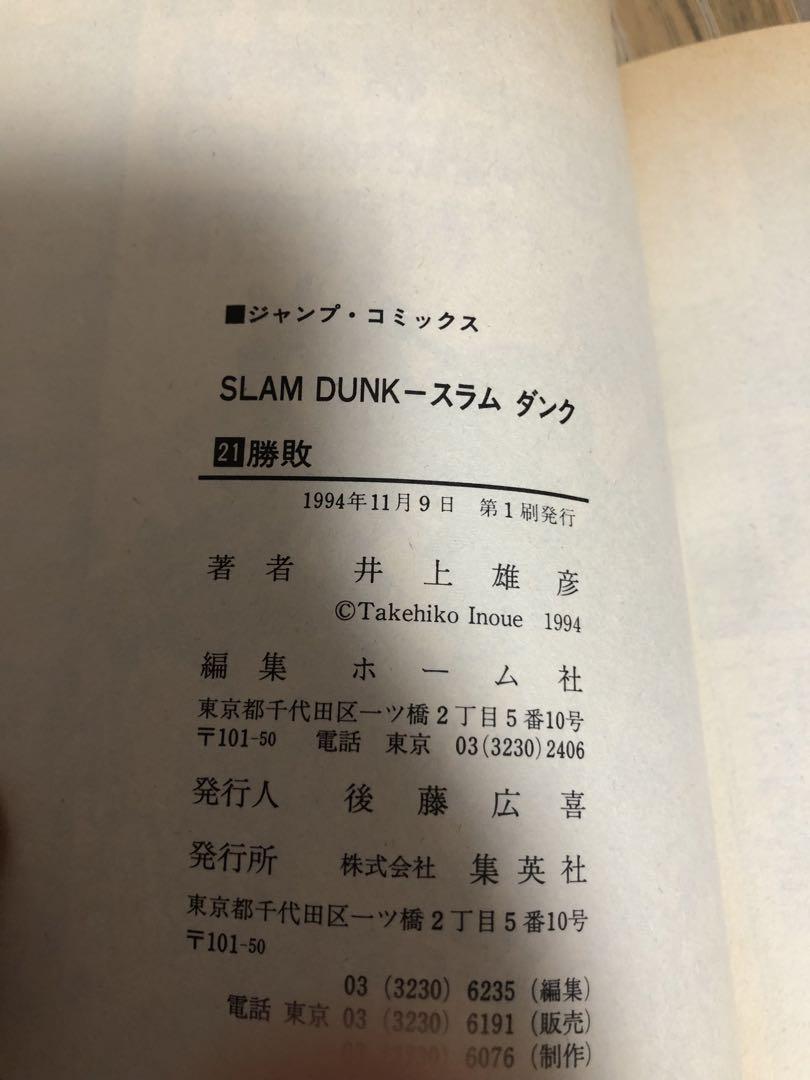 ■ジャンプ・コミックス
SLAM DUNK－スラム ダンク
21勝敗
1994年11月9日 第1刷発行
著者 井上雄彦
©Takehiko Inoue 1994
編集 ホーム社
東京都千代田区一ツ橋2丁目5番10号
〒101-50 電話 東京 03(3230)2406
発行人 後藤広喜
発行所 株式会社 集英社
東京都千代田区一ツ橋2丁目5番10号
〒101-50
03 (3230) 6235 (編集)
電話 東京 03 (3230) 6191 (販売)
03 (3230) 6076 (制作)